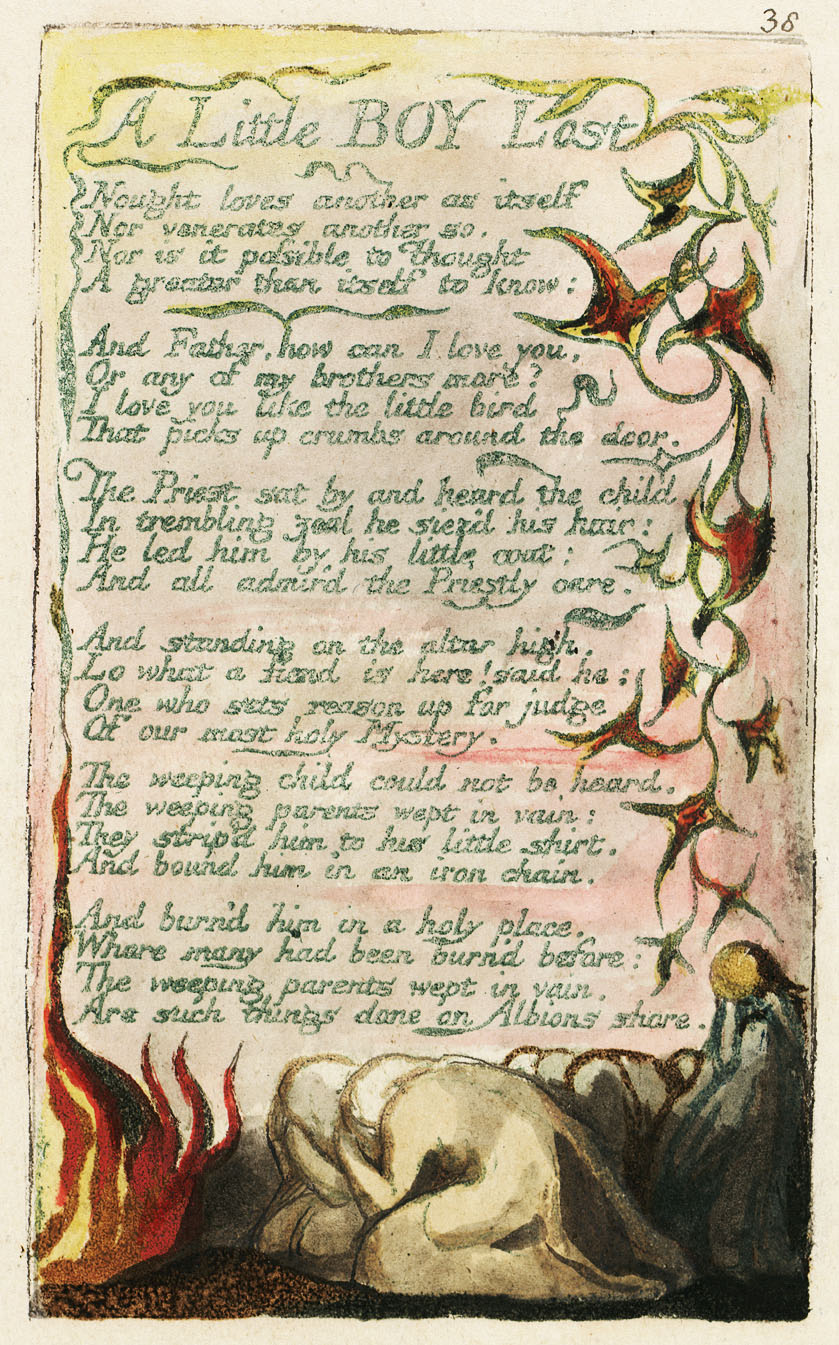 38
A Little BOY Lost
Nought loves another as itself
Nor venerates another so.
Nor is it possible to Thought
A greater than itself to know:
And Father, how can I love you,
Or any of my brothers more?
I love you like the little bird
That picks up crumbs around the door.
The Priest sat by and heard the child.
In trembling zeal he siez'd his hair:
He led him by his little coat:
And all admir'd the Priestly care.
And standing on the altar high,
Lo what a fiend is here! said he:
One who sets reason up for judge
Of our most holy Mystery.
The weeping child could not be heard.
The weeping parents wept in vain:
They strip'd him to his little shirt.
And bound him in an iron chain.
And burn'd him in a holy place,
Where many had been burn'd before:
The weeping parents wept in vain.
Are such things done on Albions shore.